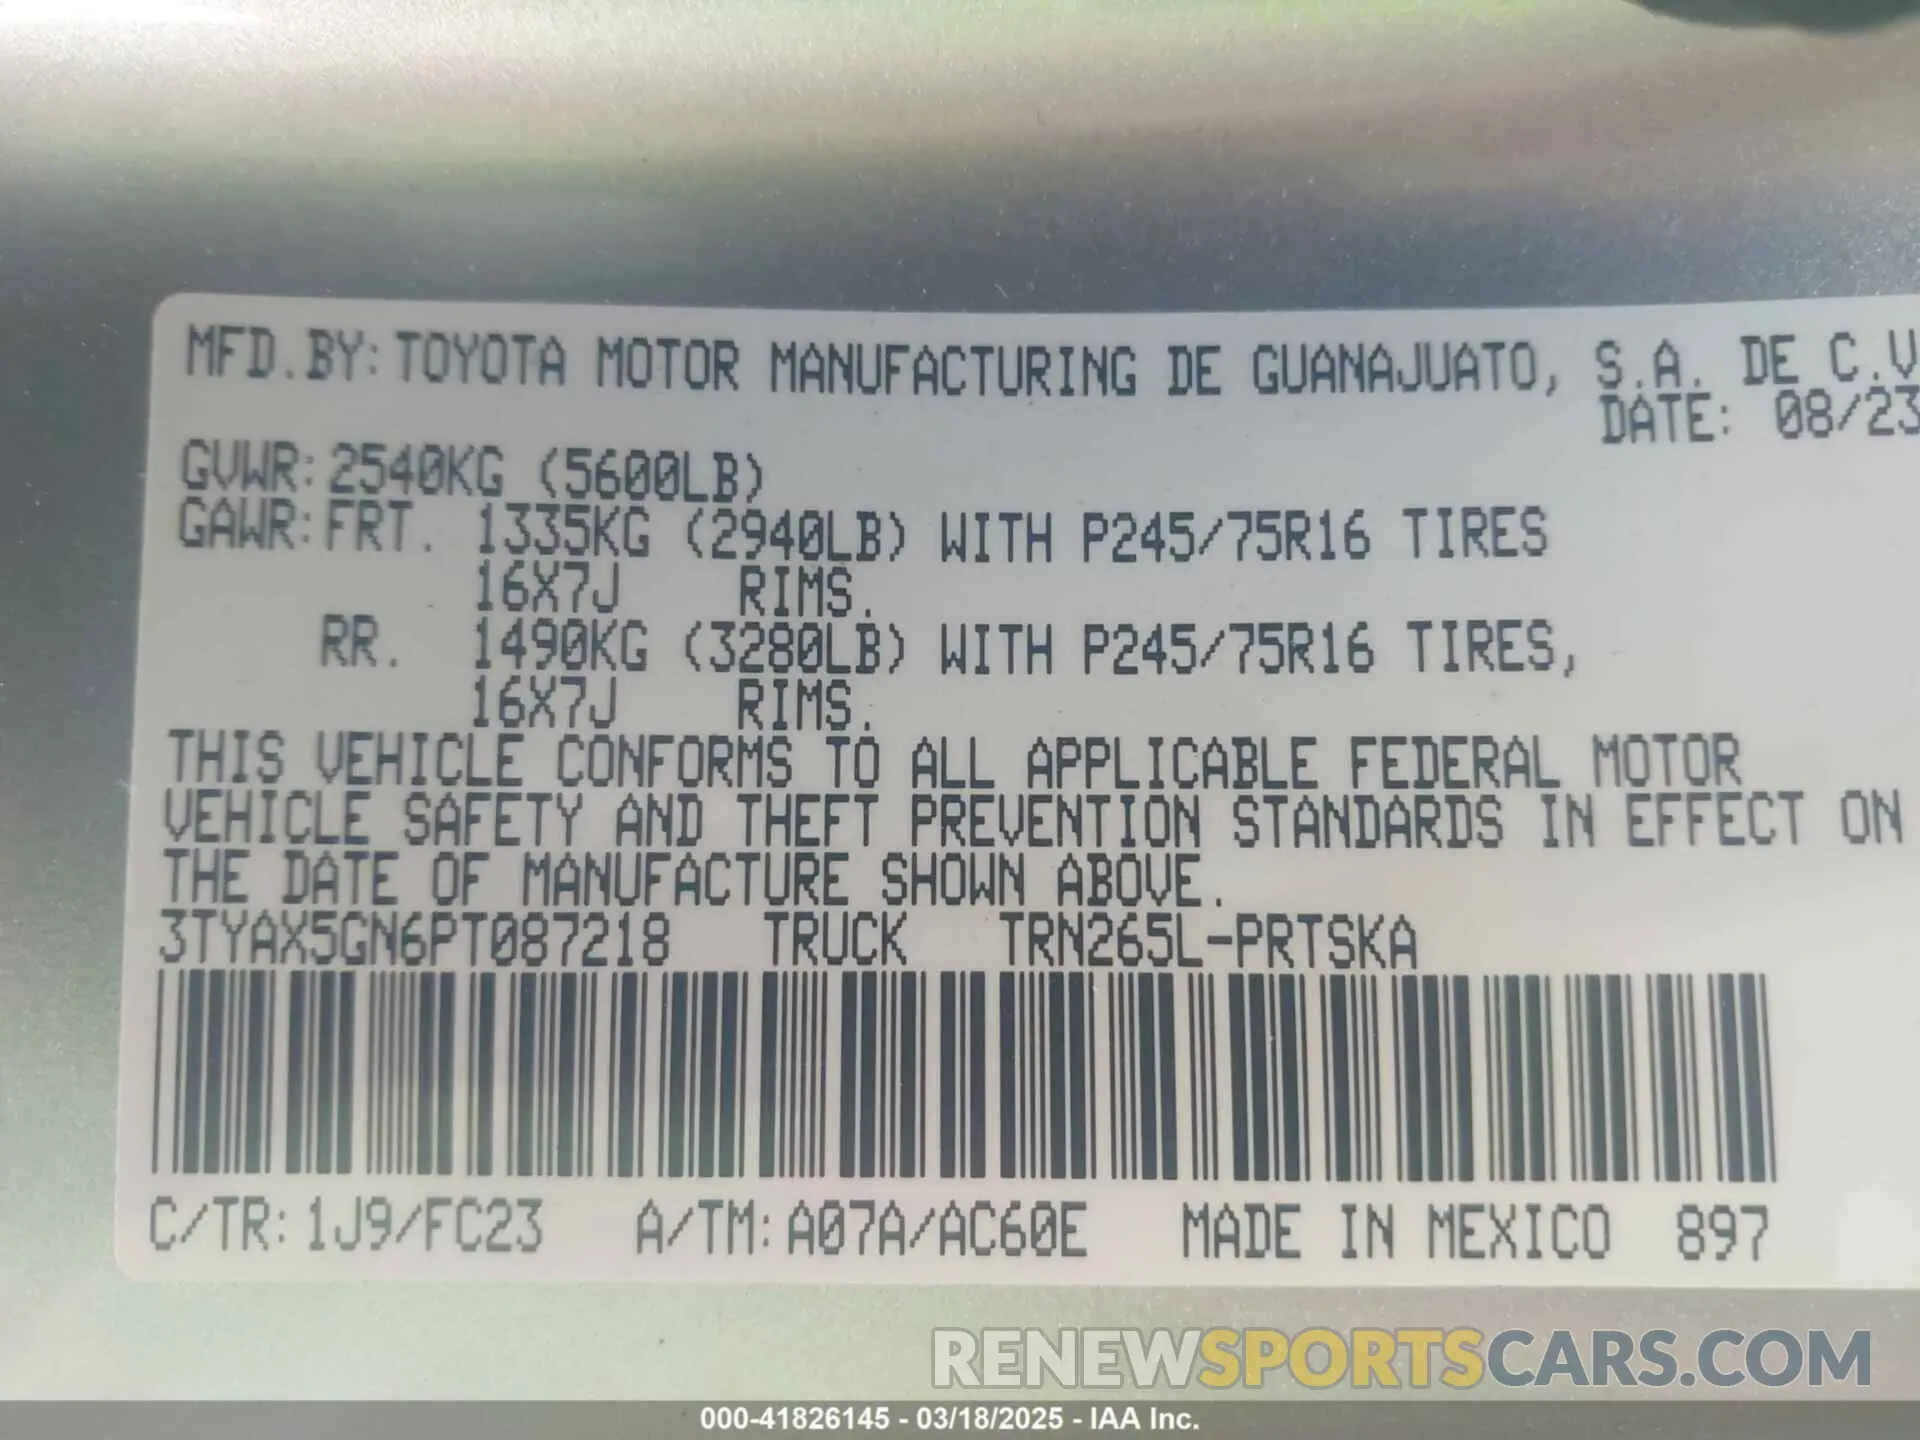 MFD.BY:TOYOTA MOTOR MANUFACTURING DE GUANAJUATO, S.A. DE C.V
DATE: 08/23
GVWR:2540KG (5600LB)
GAWR:FRT. 1335KG (2940LB) WITH P245/75R16 TIRES
16X7J RIMS.
RR. 1490KG (3280LB) WITH P245/75R16 TIRES,
16X7J RIMS.
THIS VEHICLE CONFORMS TO ALL APPLICABLE FEDERAL MOTOR
VEHICLE SAFETY AND THEFT PREVENTION STANDARDS IN EFFECT ON
THE DATE OF MANUFACTURE SHOWN ABOVE.
3TYAX5GN6PT087218 TRUCK TRN265L-PRTSKA
C/TR:1J9/FC23 A/TM:A07A/AC60E MADE IN MEXICO 897
RENEWSPORTSCARS.COM
000-41826145 - 03/18/2025 - IAA Inc.